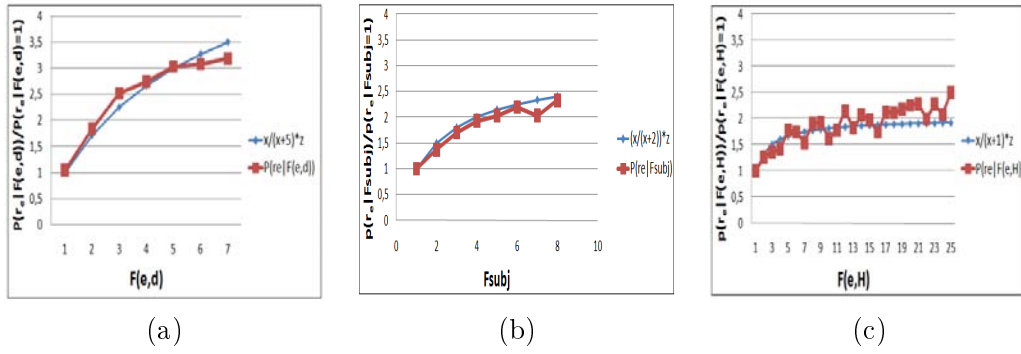 P(rₑ|F(e,d))/P(rₑ|F(e,d)=1)
4
3,5
3
2,5
2
1,5
1
0,5
0
1 2 3 4 5 6 7
F(e,d)
x/(x+5)*z
P(re|F(e,d))
(a)
p(rₑ|Fsubj)/p(rₑ|Fsubj=1)
4
3,5
3
2,5
2
1,5
1
0,5
0
0 2 4 6 8 10
Fsubj
(x/(x+2))*z
P(re|Fsubj)
(b)
p(rₑ|F(e,H))/P(rₑ|F(e,H)=1)
4
3,5
3
2,5
2
1,5
1
0,5
0
1 3 5 7 9 11 13 15 17 19 21 23 25
F(e,H)
x/(x+1)*z
P(re|F(e,H)
(c)